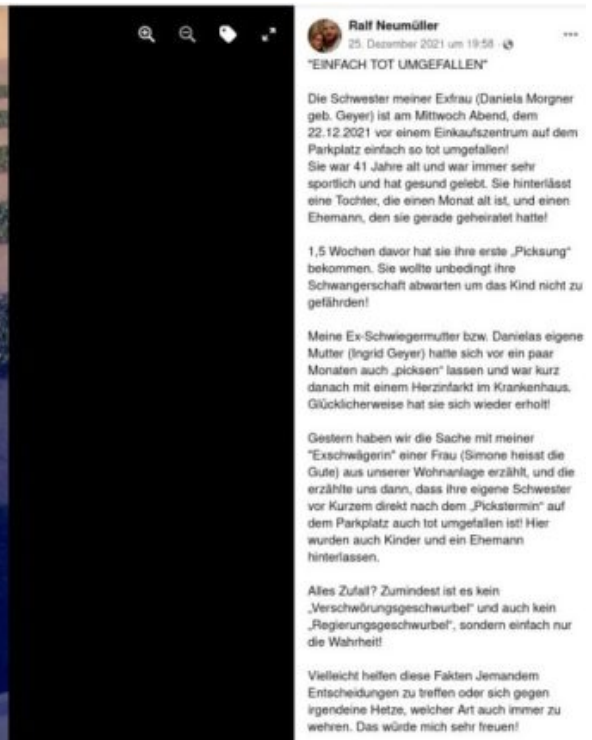 Ralf Neumüller
25. Dezember 2021 um 19:58 ·
"EINFACH TOT UMGEFALLEN"
Die Schwester meiner Exfrau (Daniela Morgner
geb. Geyer) ist am Mittwoch Abend, dem
22.12.2021 vor einem Einkaufszentrum auf dem
Parkplatz einfach so tot umgefallen!
Sie war 41 Jahre alt und war immer sehr
sportlich und hat gesund gelebt. Sie hinterlässt
eine Tochter, die einen Monat alt ist, und einen
Ehemann, den sie gerade geheiratet hatte!
1,5 Wochen davor hat sie ihre erste „Picksung"
bekommen. Sie wollte unbedingt ihre
Schwangerschaft abwarten um das Kind nicht zu
gefährden!
Meine Ex-Schwiegermutter bzw. Danielas eigene
Mutter (Ingrid Geyer) hatte sich vor ein paar
Monaten auch „picksen" lassen und war kurz
danach mit einem Herzinfarkt im Krankenhaus.
Glücklicherweise hat sie sich wieder erholt!
Gestern haben wir die Sache mit meiner
"Exschwägerin" einer Frau (Simone heisst die
Gute) aus unserer Wohnanlage erzählt, und die
erzählte uns dann, dass ihre eigene Schwester
vor Kurzem direkt nach dem „Pickstermin" auf
dem Parkplatz auch tot umgefallen ist! Hier
wurden auch Kinder und ein Ehemann
hinterlassen.
Alles Zufall? Zumindest ist es kein
„Verschwörungsgeschwurbel" und auch kein
„Regierungsgeschwurbel", sondern einfach nur
die Wahrheit!
Vielleicht helfen diese Fakten Jemandem
Entscheidungen zu treffen oder sich gegen
irgendeine Hetze, welcher Art auch immer zu
wehren. Das würde mich sehr freuen!